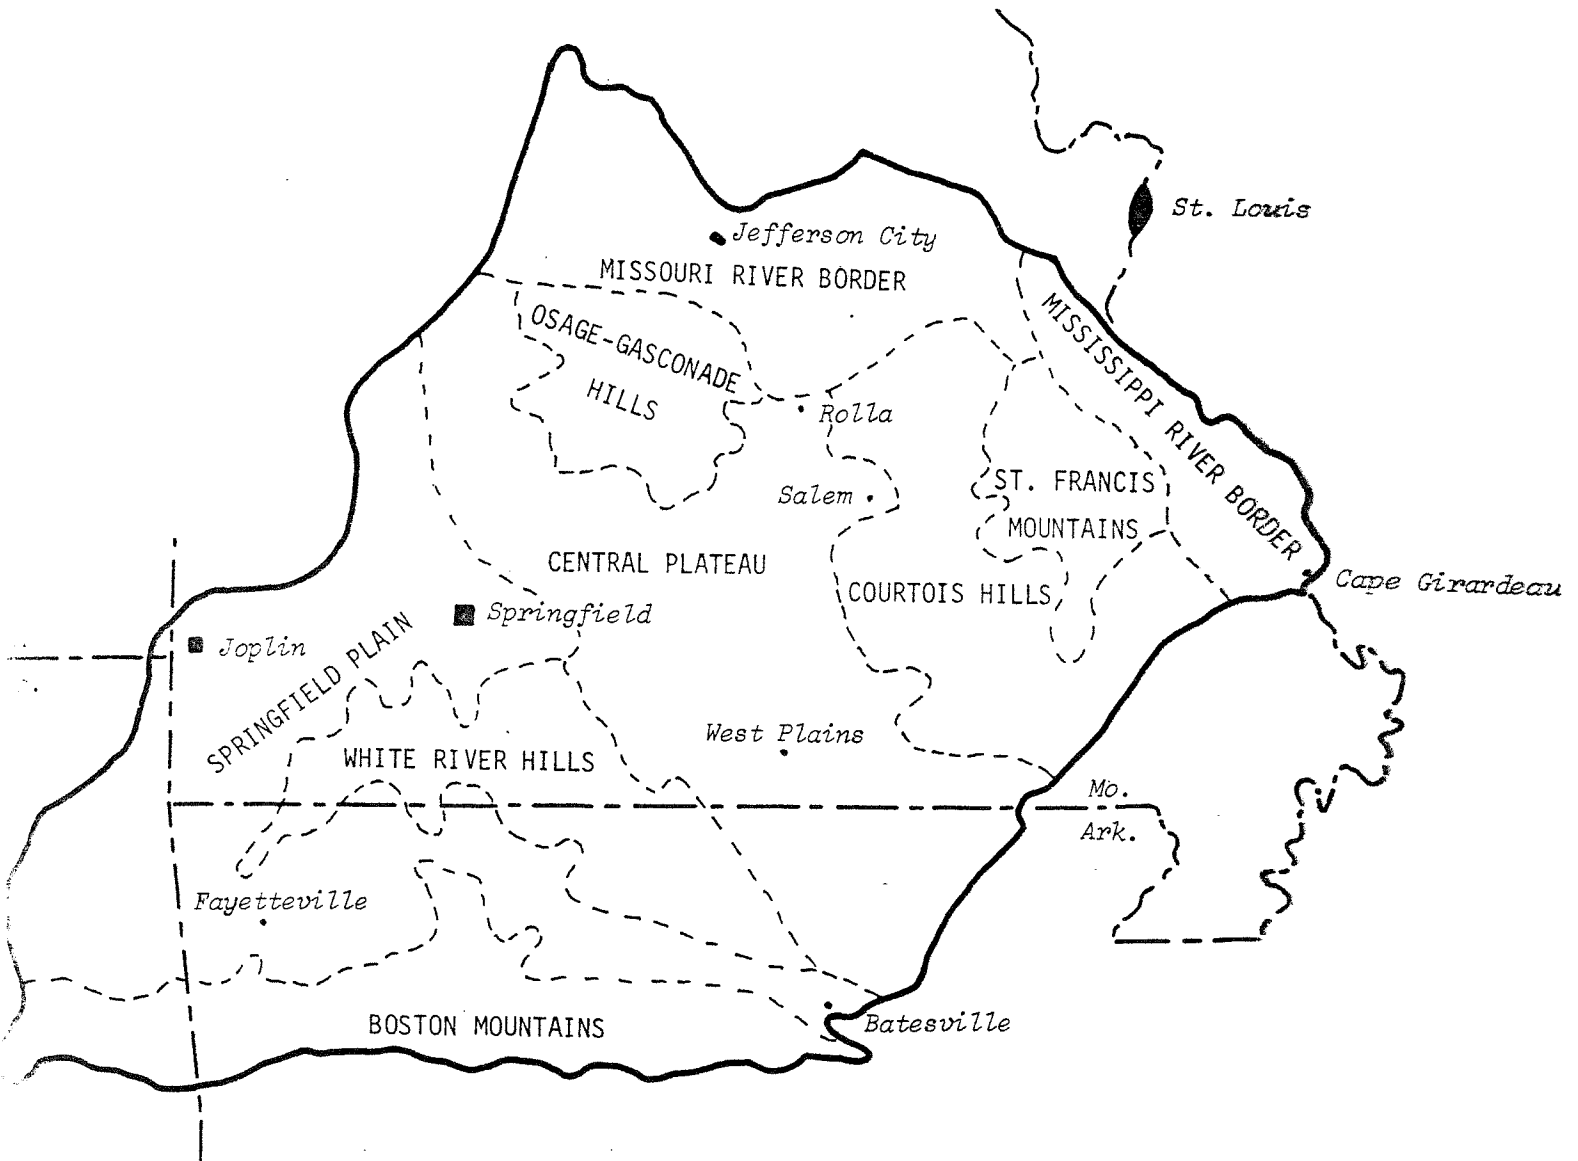 St. Louis
Jefferson City
MISSOURI RIVER BORDER
OSAGE-GASCONADE
HILLS
MISSISSIPPI RIVER BORDER
Rolla
Salem
ST. FRANCIS
MOUNTAINS
CENTRAL PLATEAU
COURTOIS HILLS
Cape Girardeau
Springfield
Joplin
SPRINGFIELD PLAIN
West Plains
WHITE RIVER HILLS
Mo.
Ark.
Fayetteville
BOSTON MOUNTAINS
Batesville